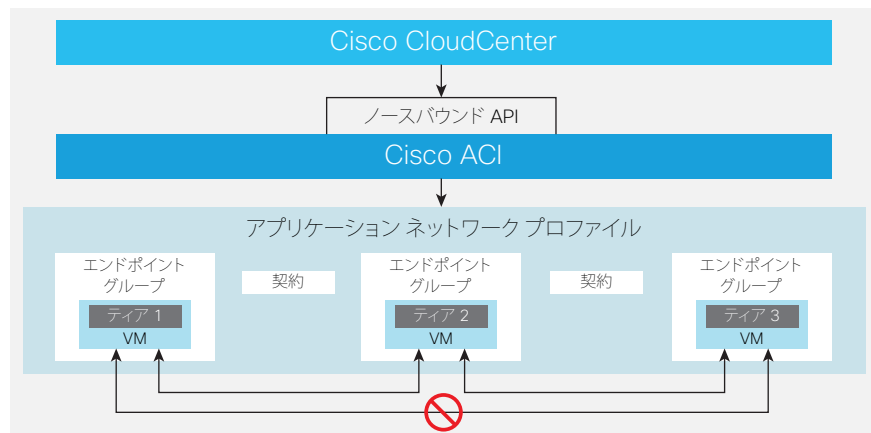 Cisco CloudCenter
ノースバウンド API
Cisco ACI
アプリケーション ネットワーク プロファイル
エンドポイント
グループ
ティア 1
VM
契約
エンドポイント
グループ
ティア 2
VM
契約
エンドポイント
グループ
ティア 3
VM